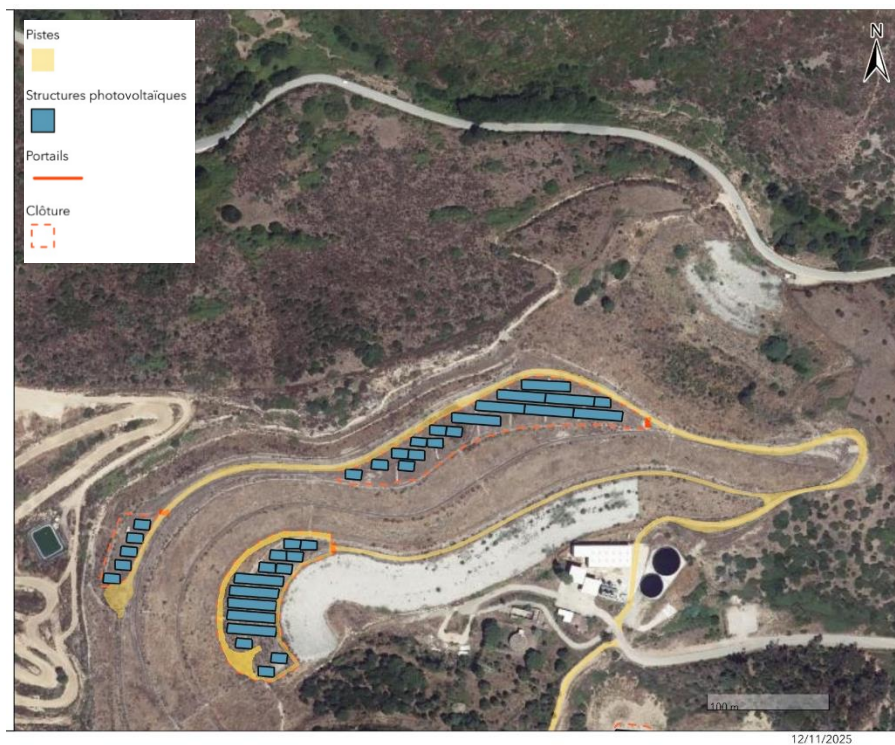 Pistes
N
Structures photovoltaïques
Portails
Clôture
100 m
12/11/2025